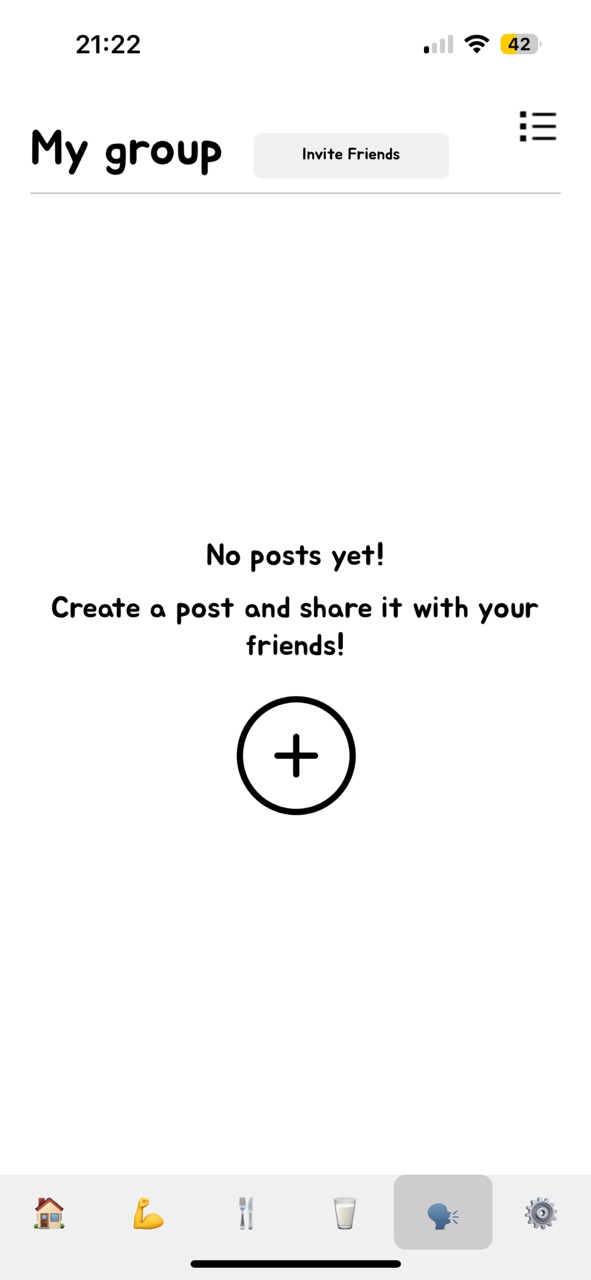 21:22
42
My group
Invite Friends
No posts yet!
Create a post and share it with your
friends!